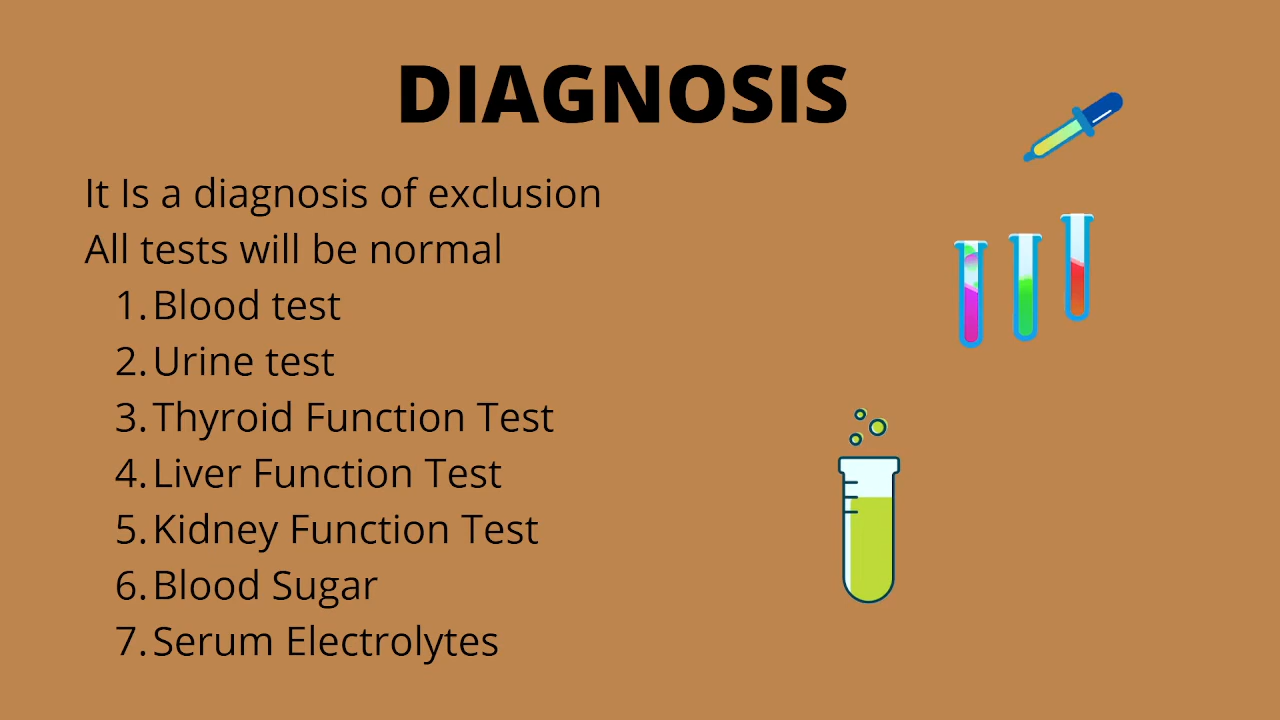 DIAGNOSIS
It Is a diagnosis of exclusion
All tests will be normal
1. Blood test
2. Urine test
3. Thyroid Function Test
4. Liver Function Test
5. Kidney Function Test
6. Blood Sugar
7. Serum Electrolytes